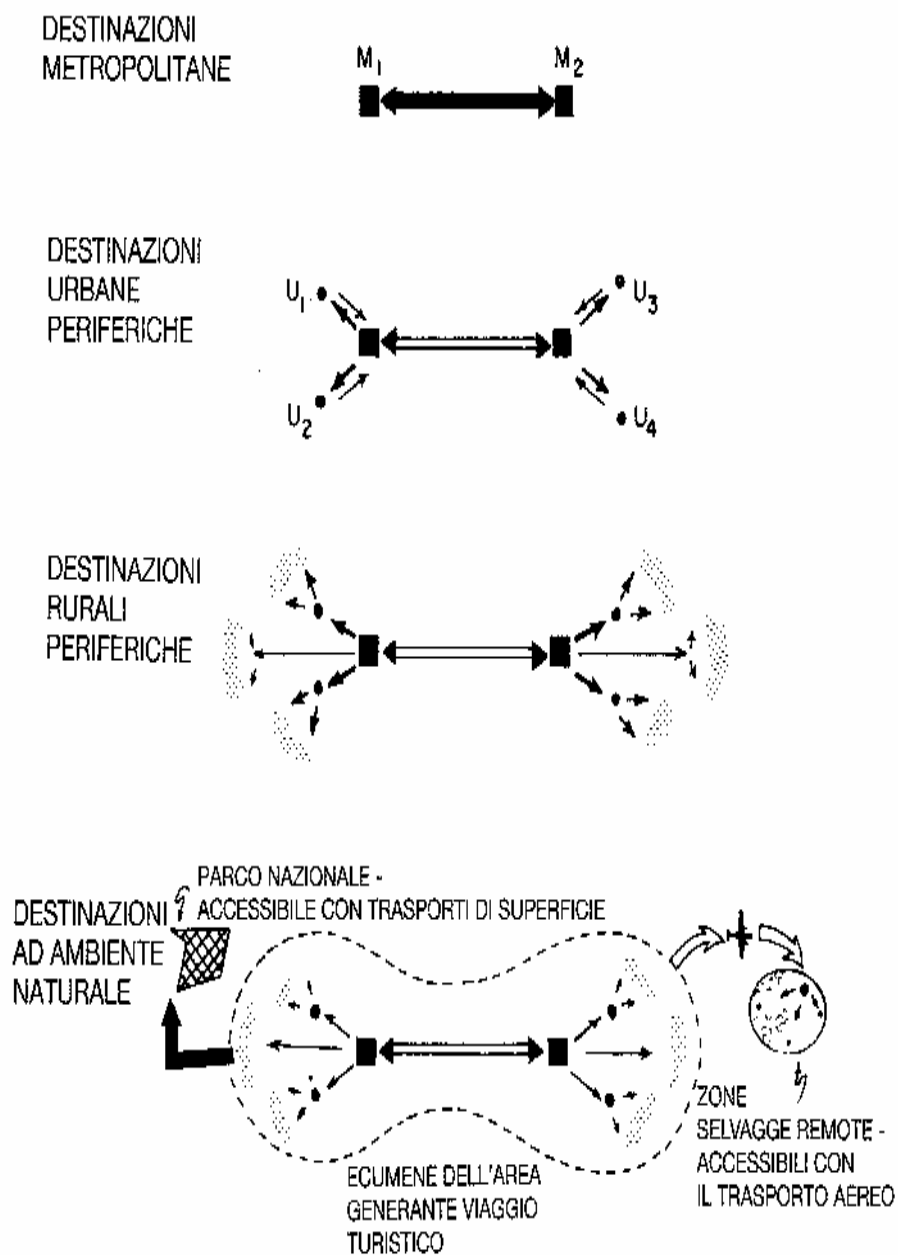 DESTINAZIONI
METROPOLITANE
M₁
M₂
DESTINAZIONI
URBANE
PERIFERICHE
U₁
U₂
U₃
U₄
DESTINAZIONI
RURALI
PERIFERICHE
DESTINAZIONI
AD AMBIENTE
NATURALE
PARCO NAZIONALE -
ACCESSIBILE CON TRASPORTI DI SUPERFICIE
ECUMENE DELL'AREA
GENERANTE VIAGGIO
TURISTICO
ZONE
SELVAGGE REMOTE -
ACCESSIBILI CON
IL TRASPORTO AEREO